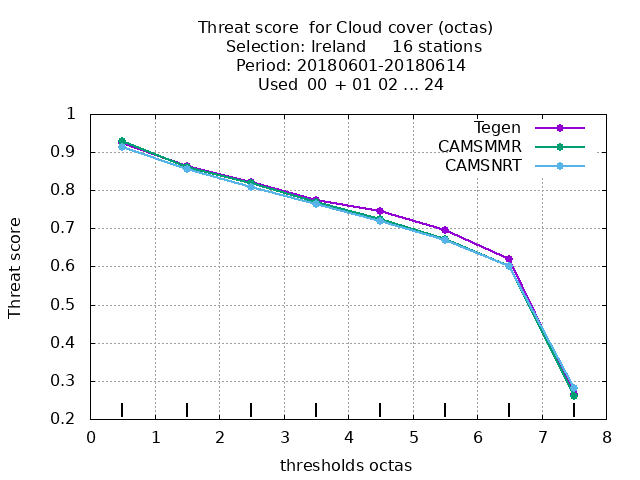 Threat score  for Cloud cover (octas)
Selection: Ireland     16 stations
Period: 20180601-20180614
Used  00 + 01 02 ... 24
Tegen
CAMSMMR
CAMSNRT
Threat score
1
0.9
0.8
0.7
0.6
0.5
0.4
0.3
0.2
0 1 2 3 4 5 6 7 8
thresholds octas